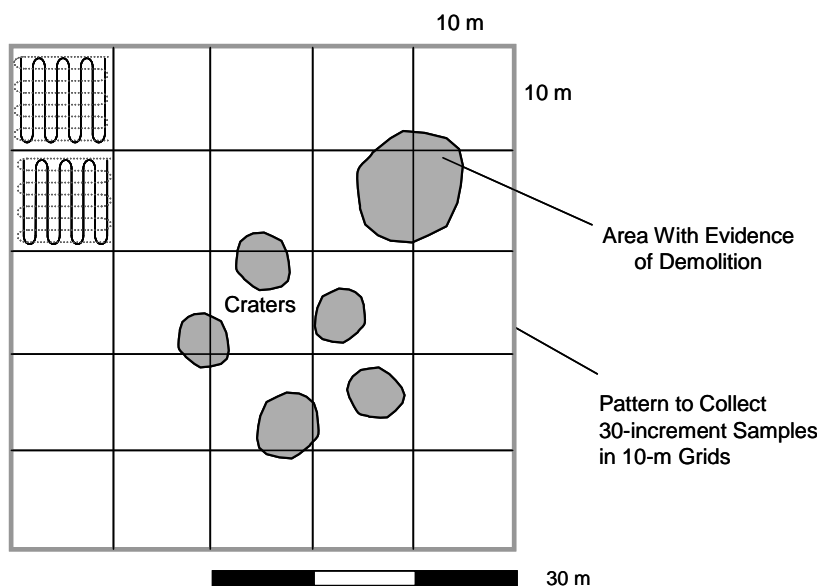 10 m
10 m
Area With Evidence
of Demolition
Craters
Pattern to Collect
30-increment Samples
in 10-m Grids
30 m